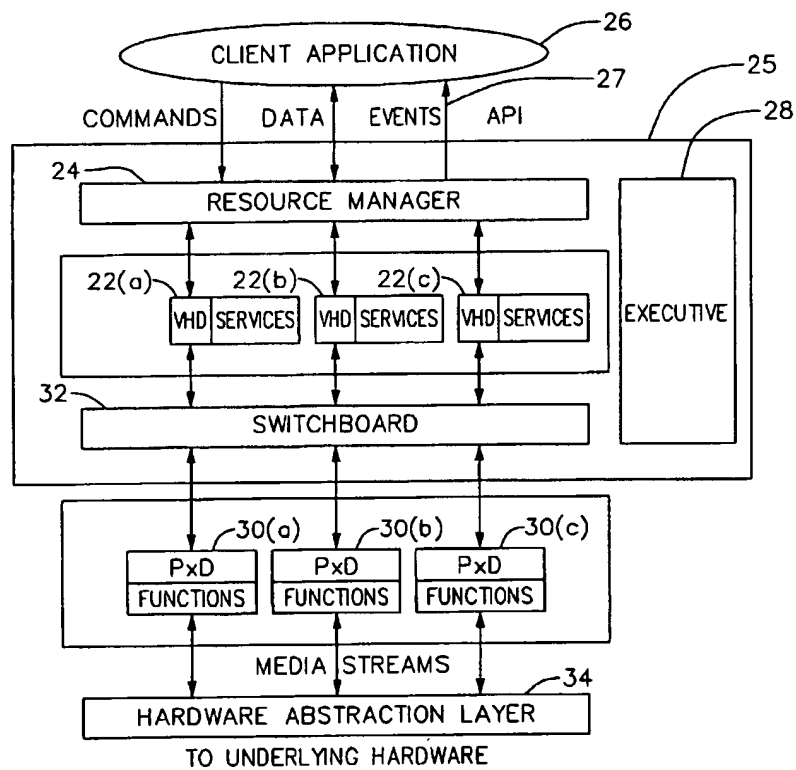 26
CLIENT APPLICATION
27
25
COMMANDS DATA EVENTS API
28
24
RESOURCE MANAGER
22(a) 22(b) 22(c)
VHD SERVICES VHD SERVICES VHD SERVICES
EXECUTIVE
32
SWITCHBOARD
30(a) 30(b) 30(c)
PxD PxD PxD
FUNCTIONS FUNCTIONS FUNCTIONS
MEDIA STREAMS
34
HARDWARE ABSTRACTION LAYER
TO UNDERLYING HARDWARE